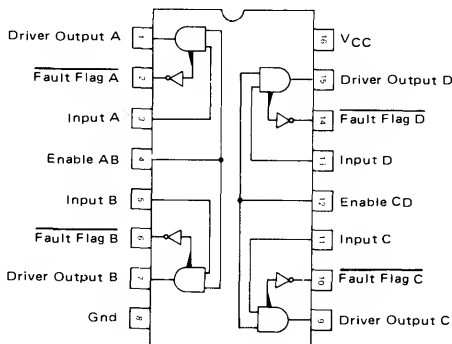 Driver Output A 1
16 VCC
Fault Flag A 2
15 Driver Output D
Input A 3
14 Fault Flag D
Enable AB 4
13 Input D
Input B 5
12 Enable CD
Fault Flag B 6
11 Input C
Driver Output B 7
10 Fault Flag C
Gnd 8
9 Driver Output C